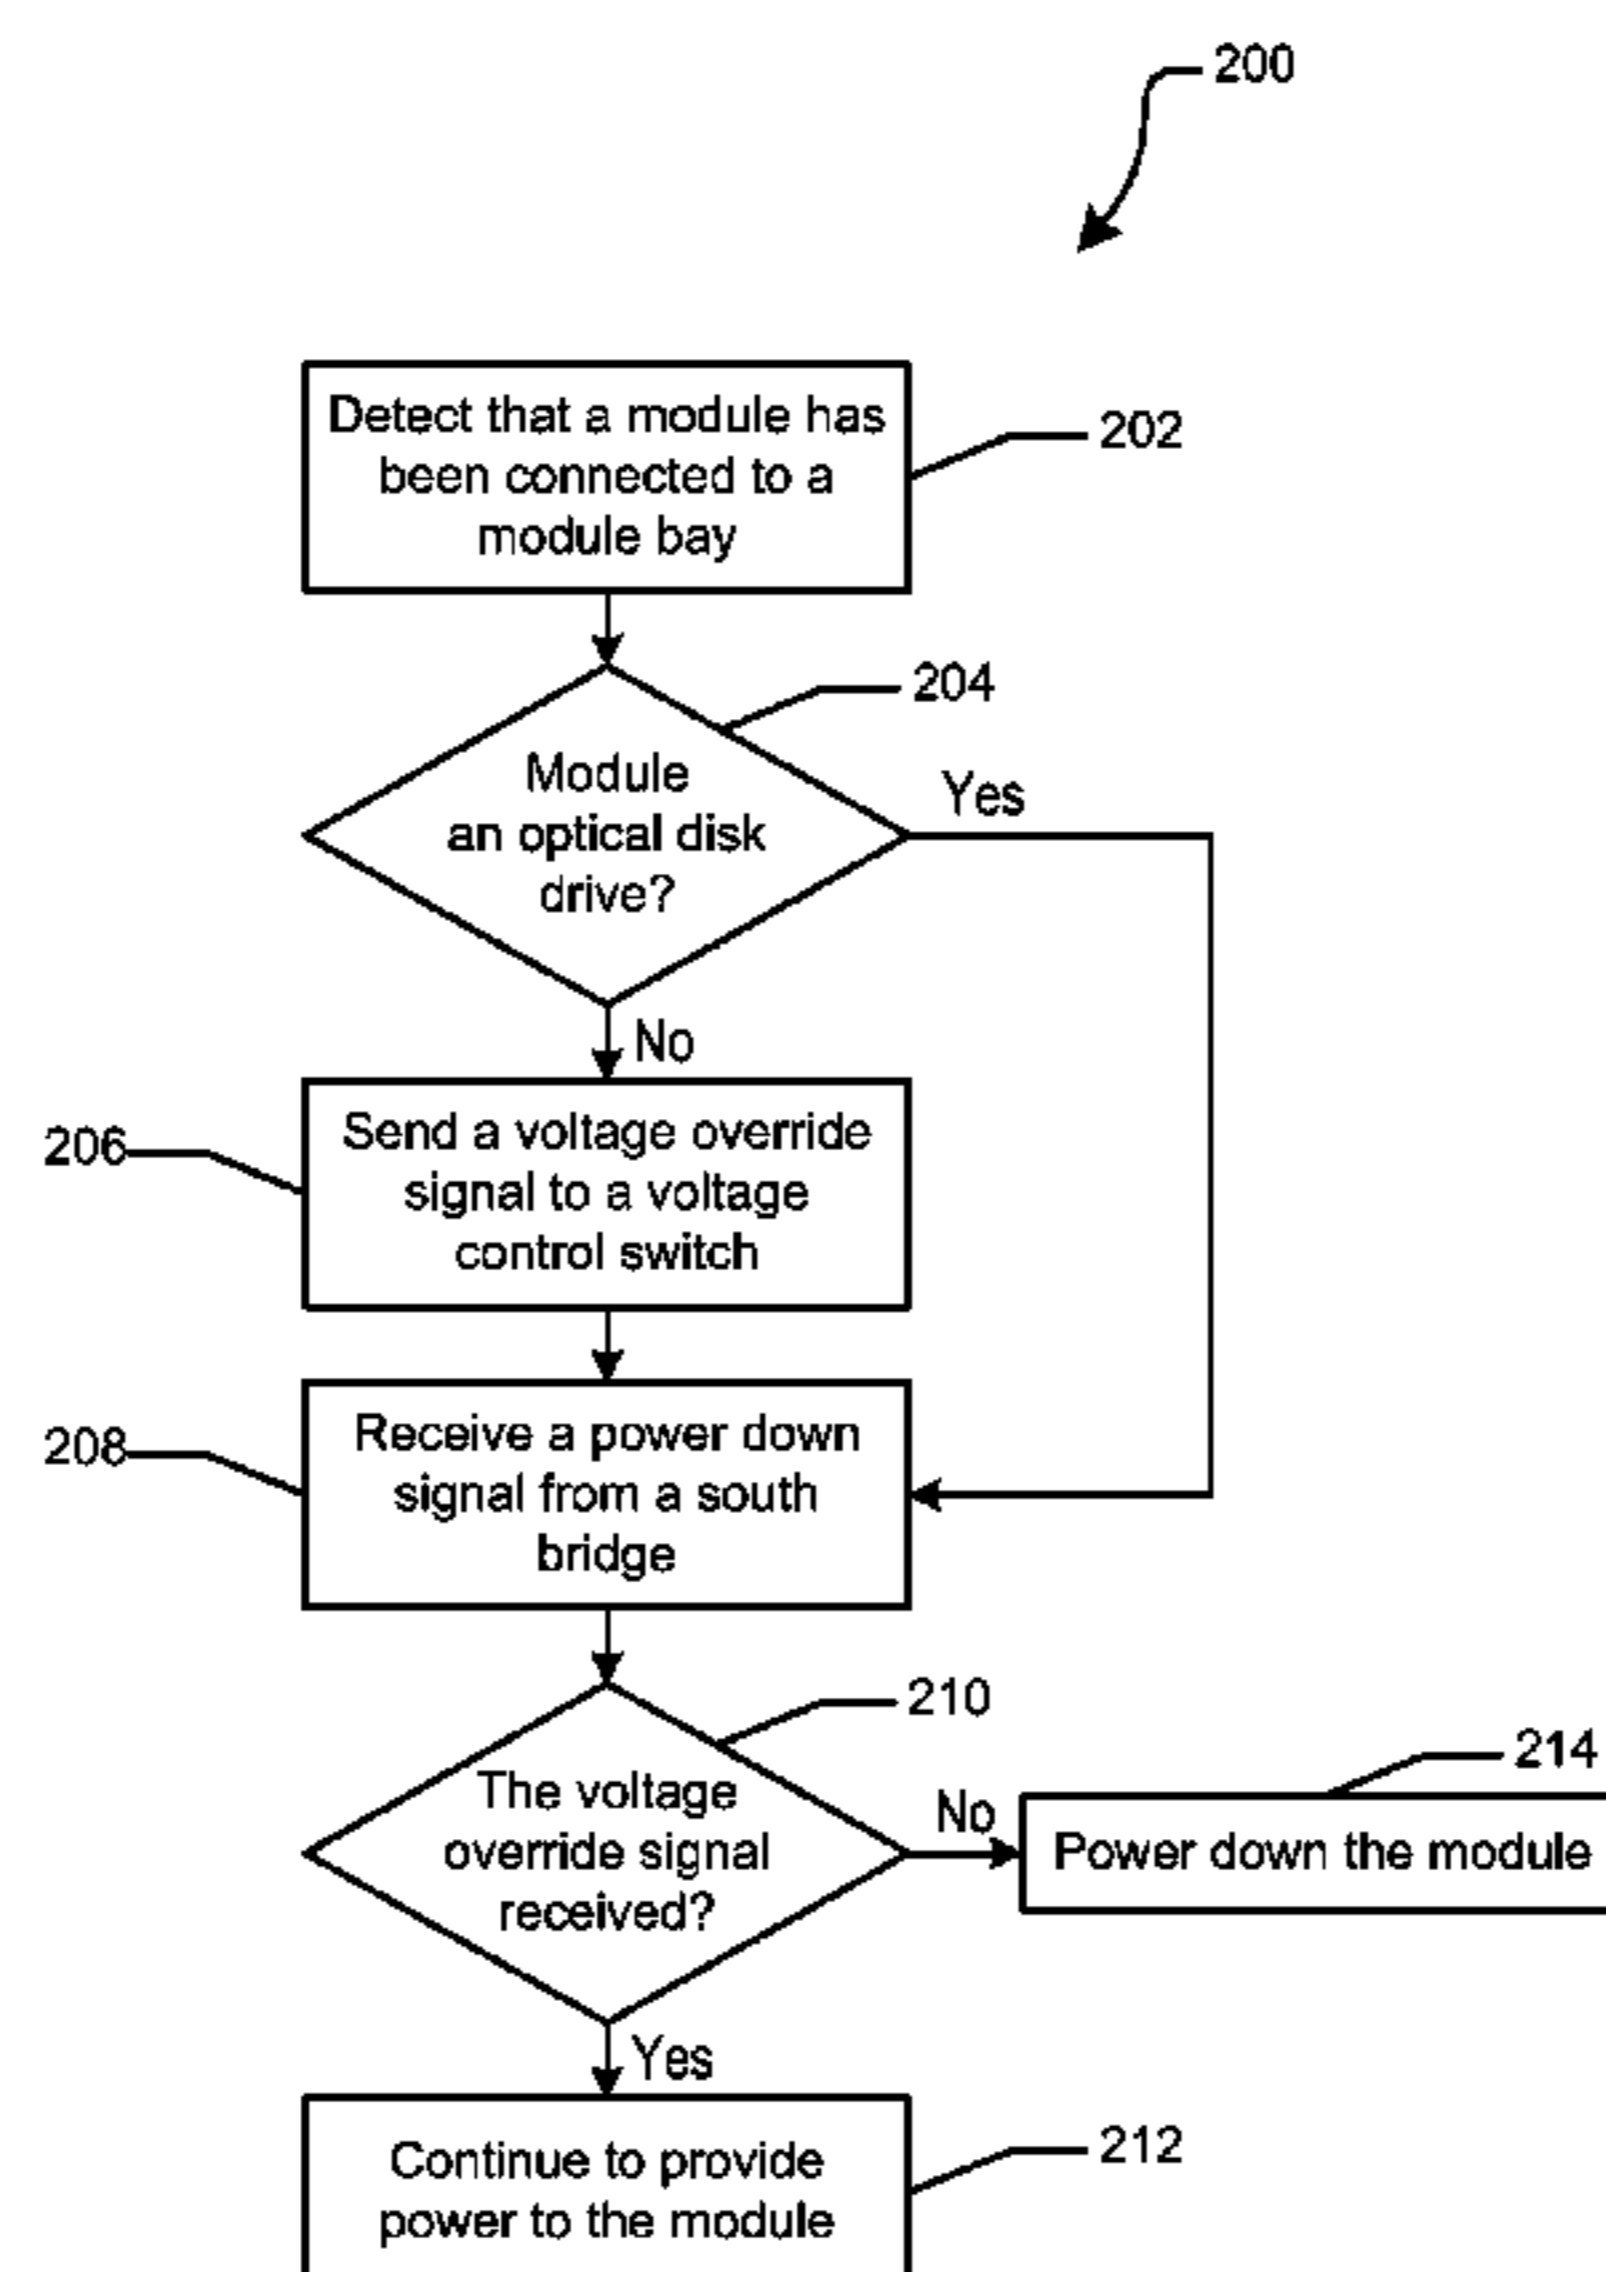 200
Detect that a module has
been connected to a
module bay
202
204
Module
an optical disk
drive?
Yes
No
206
Send a voltage override
signal to a voltage
control switch
208
Receive a power down
signal from a south
bridge
210
The voltage
override signal
received?
No
214
Power down the module
Yes
Continue to provide
power to the module
212